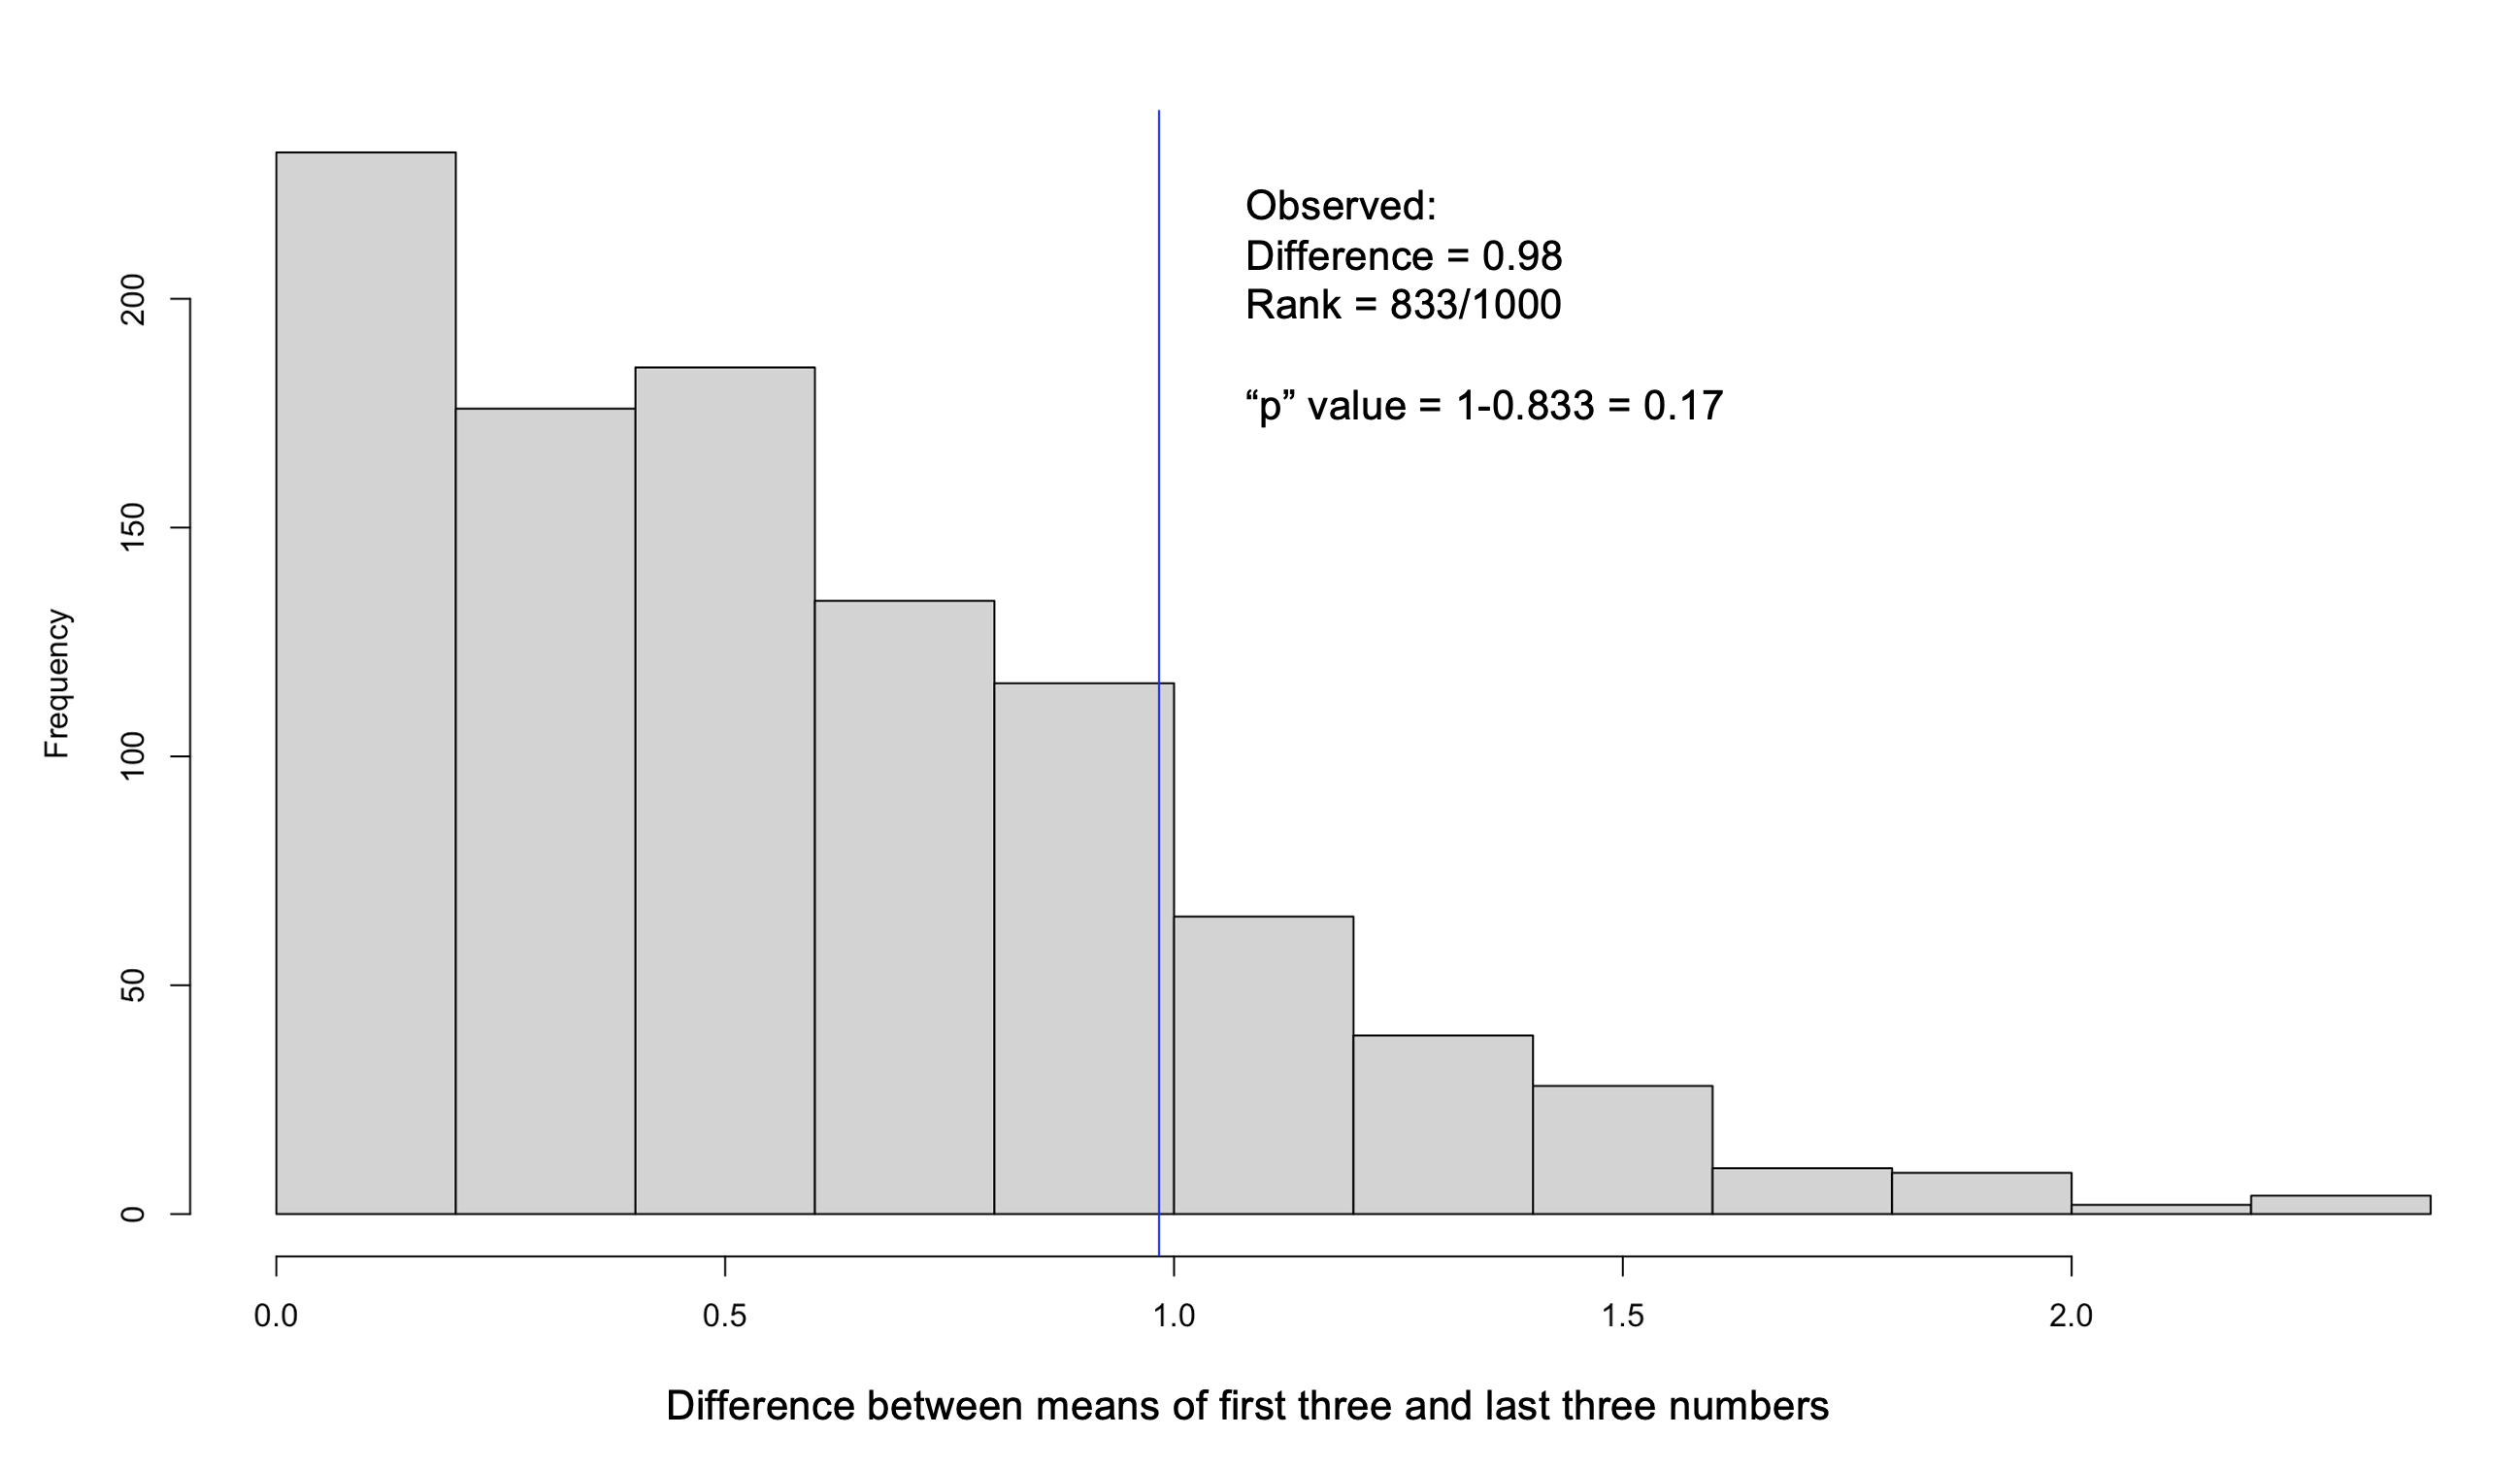 Observed:
Difference = 0.98
Rank = 833/1000
“p” value = 1-0.833 = 0.17
Frequency
200
150
100
50
0
0.0 0.5 1.0 1.5 2.0
Difference between means of first three and last three numbers